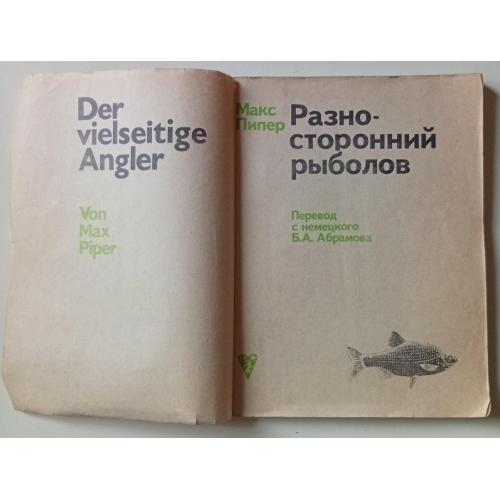 Der
vielseitige
Angler
Von
Max
Piper
Макс
Пипер
Разно-
сторонний
рыболов
Перевод
с немецкого
Б.А. Абрамова